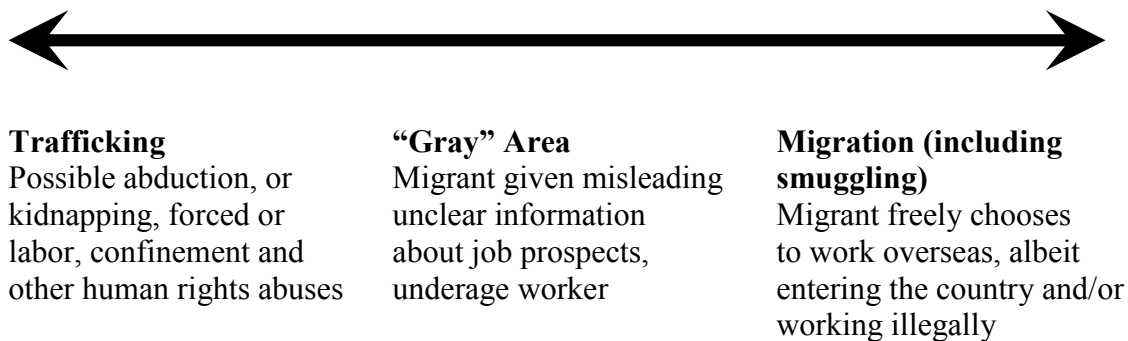 Trafficking
Possible abduction, or
kidnapping, forced or
labor, confinement and
other human rights abuses
“Gray” Area
Migrant given misleading
unclear information
about job prospects,
underage worker
Migration (including
smuggling)
Migrant freely chooses
to work overseas, albeit
entering the country and/or
working illegally